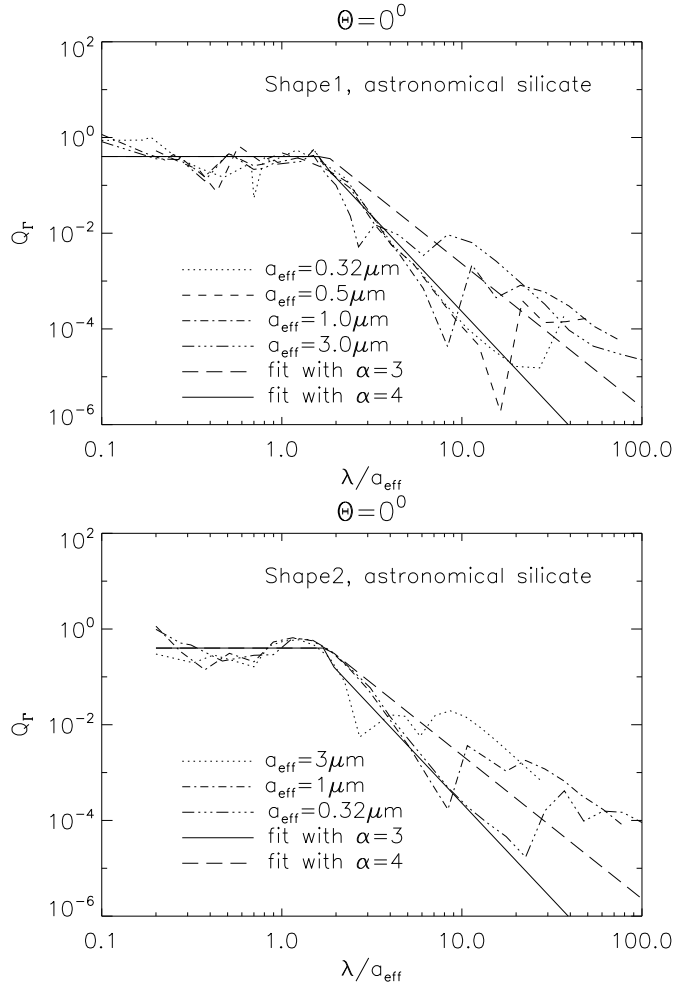 Θ=0⁰
10²
Shape1, astronomical silicate
10⁰
Q_Γ
10⁻²
a_eff=0.32μm
a_eff=0.5μm
a_eff=1.0μm
10⁻⁴
a_eff=3.0μm
fit with α=3
fit with α=4
10⁻⁶
0.1 1.0 10.0 100.0
λ/a_eff
Θ=0⁰
10²
Shape2, astronomical silicate
10⁰
Q_Γ
10⁻²
a_eff=3μm
a_eff=1μm
a_eff=0.32μm
10⁻⁴
fit with α=3
fit with α=4
10⁻⁶
0.1 1.0 10.0 100.0
λ/a_eff